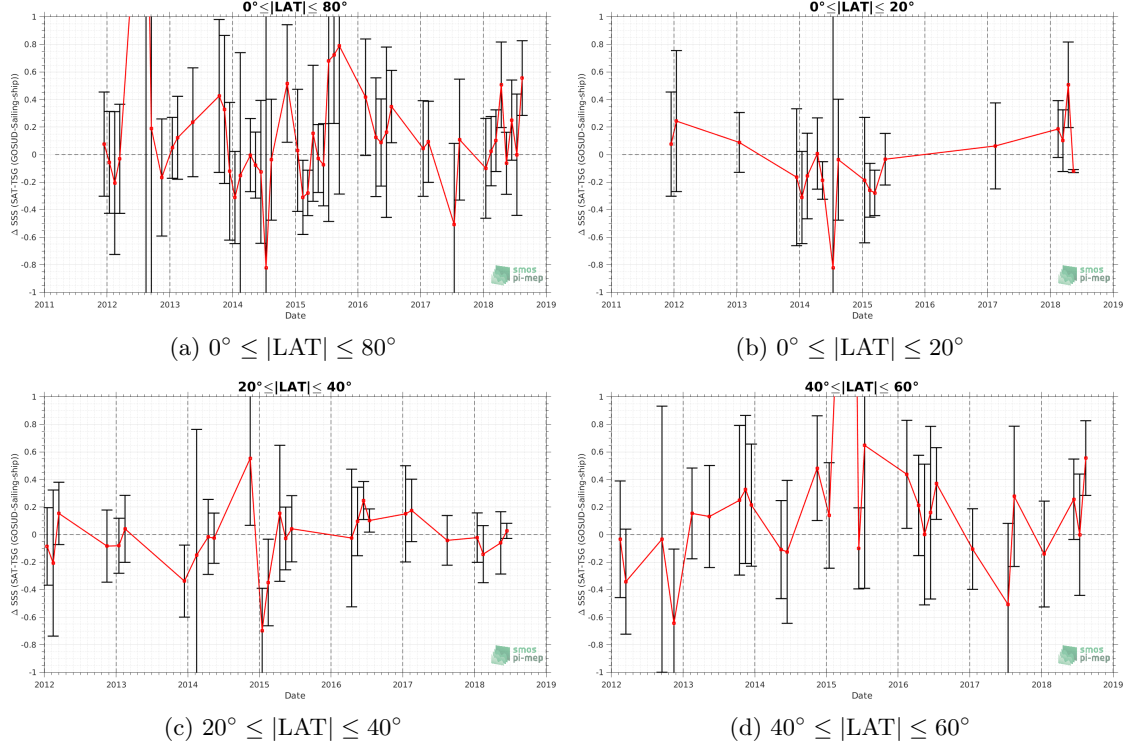 0°≤|LAT|≤ 80°
Δ SSS (SAT-TSG (GOSUD-Sailing-ship))
1
0.8
0.6
0.4
0.2
0
-0.2
-0.4
-0.6
-0.8
-1
2011 2012 2013 2014 2015 2016 2017 2018 2019
Date
smos
pi-mep
(a) 0° ≤ |LAT| ≤ 80°
0°≤|LAT|≤ 20°
Δ SSS (SAT-TSG (GOSUD-Sailing-ship))
1
0.8
0.6
0.4
0.2
0
-0.2
-0.4
-0.6
-0.8
-1
2011 2012 2013 2014 2015 2016 2017 2018 2019
Date
smos
pi-mep
(b) 0° ≤ |LAT| ≤ 20°
20°≤|LAT|≤ 40°
Δ SSS (SAT-TSG (GOSUD-Sailing-ship))
1
0.8
0.6
0.4
0.2
0
-0.2
-0.4
-0.6
-0.8
-1
2012 2013 2014 2015 2016 2017 2018 2019
Date
smos
pi-mep
(c) 20° ≤ |LAT| ≤ 40°
40°≤|LAT|≤ 60°
Δ SSS (SAT-TSG (GOSUD-Sailing-ship))
1
0.8
0.6
0.4
0.2
0
-0.2
-0.4
-0.6
-0.8
-1
2012 2013 2014 2015 2016 2017 2018 2019
Date
smos
pi-mep
(d) 40° ≤ |LAT| ≤ 60°